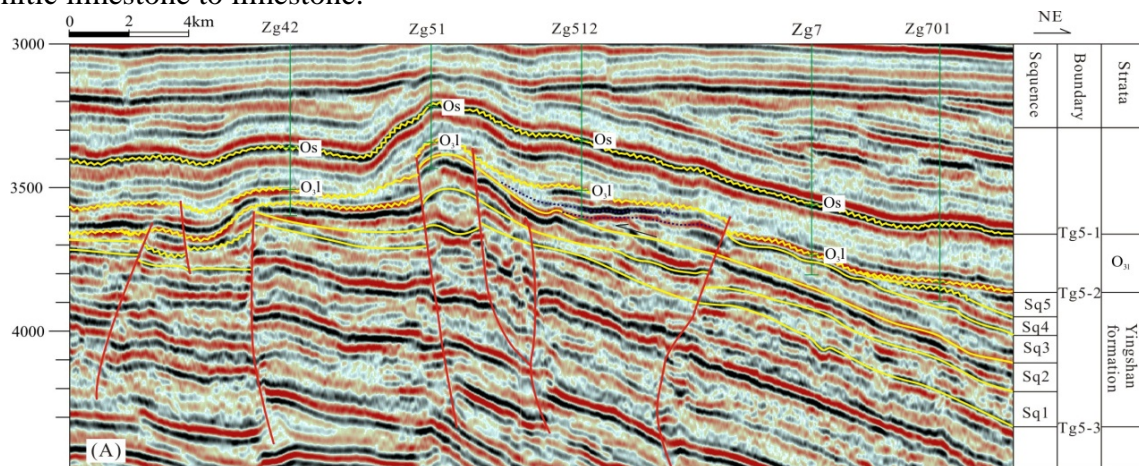 nitic limestone to limestone.
0 2 4km
Zg42 Zg51 Zg512 Zg7 Zg701
NE
3000
3500
4000
Os
Os
Os
Os
O₃l
O₃l
O₃l
O₃l
(A)
Sequence
Boundary
Strata
Tg5-1
O₃l
Tg5-2
Sq5
Sq4
Sq3
Sq2
Sq1
Yingshan
formation
Tg5-3